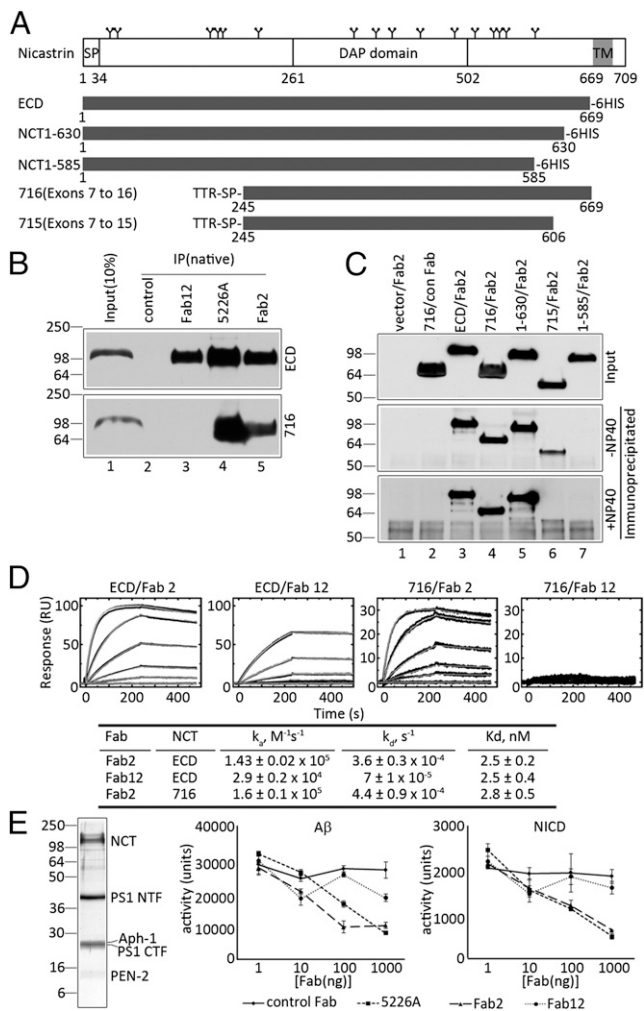 A
Nicastrin SP DAP domain TM
1 34 261 502 669 709
ECD -6HIS
1 669
NCT1-630 -6HIS
1 630
NCT1-585 -6HIS
1 585
716(Exons 7 to 16) TTR-SP-
245 669
715(Exons 7 to 15) TTR-SP-
245 606
B
IP(native)
Input(10%) control Fab12 5226A Fab2
250
98
64
ECD
250
98
64
716
1 2 3 4 5
C
vector/Fab2 716/con Fab ECD/Fab2 716/Fab2 1-630/Fab2 715/Fab2 1-585/Fab2
98
64
50
Input
98
64
50
-NP40
98
64
50
+NP40
Immunoprecipitated
1 2 3 4 5 6 7
D
ECD/Fab 2 ECD/Fab 12 716/Fab 2 716/Fab 12
Response (RU)
100
50
0
100
50
0
30
20
10
0
30
20
10
0
0 200 400 0 200 400 0 200 400 0 200 400
Time (s)
Fab NCT ka, M-1s-1 kd, s-1 Kd, nM
Fab2 ECD 1.43 ± 0.02 x 10⁵ 3.6 ± 0.3 x 10⁻⁴ 2.5 ± 0.2
Fab12 ECD 2.9 ± 0.2 x 10⁴ 7 ± 1 x 10⁻⁵ 2.5 ± 0.4
Fab2 716 1.6 ± 0.1 x 10⁵ 4.4 ± 0.9 x 10⁻⁴ 2.8 ± 0.5
E
250
98
64
50
36
30
16
6
NCT
PS1 NTF
Aph-1
PS1 CTF
PEN-2
Aβ
activity (units)
40000
30000
20000
10000
0
1 10 100 1000
[Fab(ng)]
NICD
activity (units)
3000
2000
1000
0
1 10 100 1000
[Fab(ng)]
control Fab 5226A Fab2 Fab12